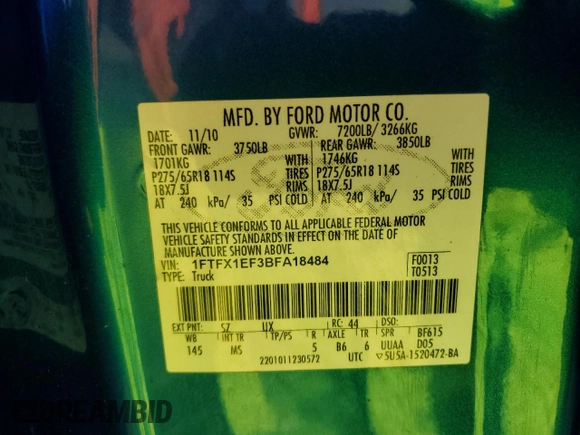 MFD. BY FORD MOTOR CO.
DATE: 11/10 GVWR: 7200LB/ 3266KG
FRONT GAWR: 3750LB REAR GAWR: 3850LB
1701KG WITH 1746KG WITH
P275/65R18 114S TIRES P275/65R18 114S TIRES
18X7.5J RIMS 18X7.5J RIMS
AT 240 kPa/ 35 PSI COLD AT 240 kPa/ 35 PSI COLD
THIS VEHICLE CONFORMS TO ALL APPLICABLE FEDERAL MOTOR
VEHICLE SAFETY STANDARDS IN EFFECT ON THE DATE OF
MANUFACTURE SHOWN ABOVE.
VIN: 1FTFX1EF3BFA18484 F0013
TYPE: Truck T0513
EXT PNT: SZ UX RC: 44 DSO:
WB INT TR TP/PS R AXLE TR SPR BF615
145 MS 5 B6 6 UUAA D05
2201011230572 UTC 5U5A-1520472-BA
DREAMBID